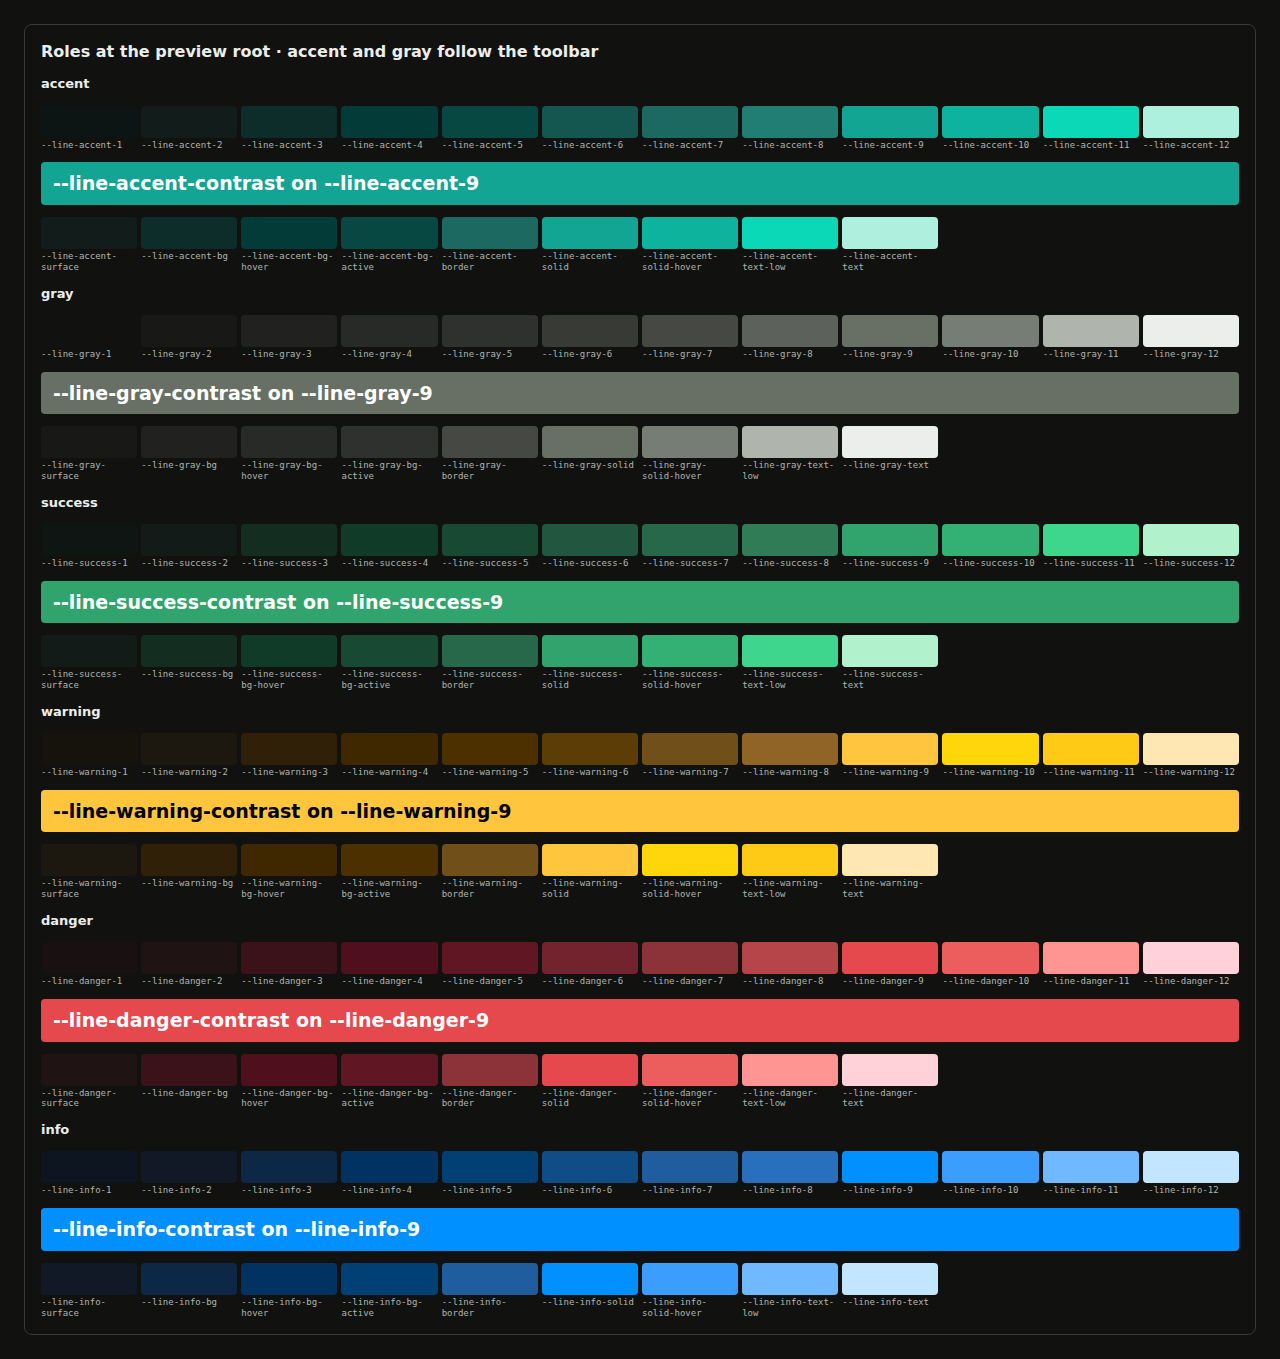 Roles at the preview root · accent and gray follow the toolbar
accent
--line-accent-1 --line-accent-2 --line-accent-3 --line-accent-4 --line-accent-5 --line-accent-6 --line-accent-7 --line-accent-8 --line-accent-9 --line-accent-10 --line-accent-11 --line-accent-12
--line-accent-contrast on --line-accent-9
--line-accent- --line-accent-bg --line-accent-bg- --line-accent-bg- --line-accent- --line-accent- --line-accent- --line-accent- --line-accent-
surface hover active border solid solid-hover text-low text
gray
--line-gray-1 --line-gray-2 --line-gray-3 --line-gray-4 --line-gray-5 --line-gray-6 --line-gray-7 --line-gray-8 --line-gray-9 --line-gray-10 --line-gray-11 --line-gray-12
--line-gray-contrast on --line-gray-9
--line-gray- --line-gray-bg --line-gray-bg- --line-gray-bg- --line-gray- --line-gray-solid --line-gray- --line-gray-text- --line-gray-text
surface hover active border solid-hover low
success
--line-success-1 --line-success-2 --line-success-3 --line-success-4 --line-success-5 --line-success-6 --line-success-7 --line-success-8 --line-success-9 --line-success-10 --line-success-11 --line-success-12
--line-success-contrast on --line-success-9
--line-success- --line-success-bg --line-success- --line-success- --line-success- --line-success- --line-success- --line-success- --line-success-
surface bg-hover bg-active border solid solid-hover text-low text
warning
--line-warning-1 --line-warning-2 --line-warning-3 --line-warning-4 --line-warning-5 --line-warning-6 --line-warning-7 --line-warning-8 --line-warning-9 --line-warning-10 --line-warning-11 --line-warning-12
--line-warning-contrast on --line-warning-9
--line-warning- --line-warning-bg --line-warning- --line-warning- --line-warning- --line-warning- --line-warning- --line-warning- --line-warning-
surface bg-hover bg-active border solid solid-hover text-low text
danger
--line-danger-1 --line-danger-2 --line-danger-3 --line-danger-4 --line-danger-5 --line-danger-6 --line-danger-7 --line-danger-8 --line-danger-9 --line-danger-10 --line-danger-11 --line-danger-12
--line-danger-contrast on --line-danger-9
--line-danger- --line-danger-bg --line-danger-bg- --line-danger-bg- --line-danger- --line-danger- --line-danger- --line-danger- --line-danger-
surface hover active border solid solid-hover text-low text
info
--line-info-1 --line-info-2 --line-info-3 --line-info-4 --line-info-5 --line-info-6 --line-info-7 --line-info-8 --line-info-9 --line-info-10 --line-info-11 --line-info-12
--line-info-contrast on --line-info-9
--line-info- --line-info-bg --line-info-bg- --line-info-bg- --line-info- --line-info-solid --line-info- --line-info-text- --line-info-text
surface hover active border solid-hover low